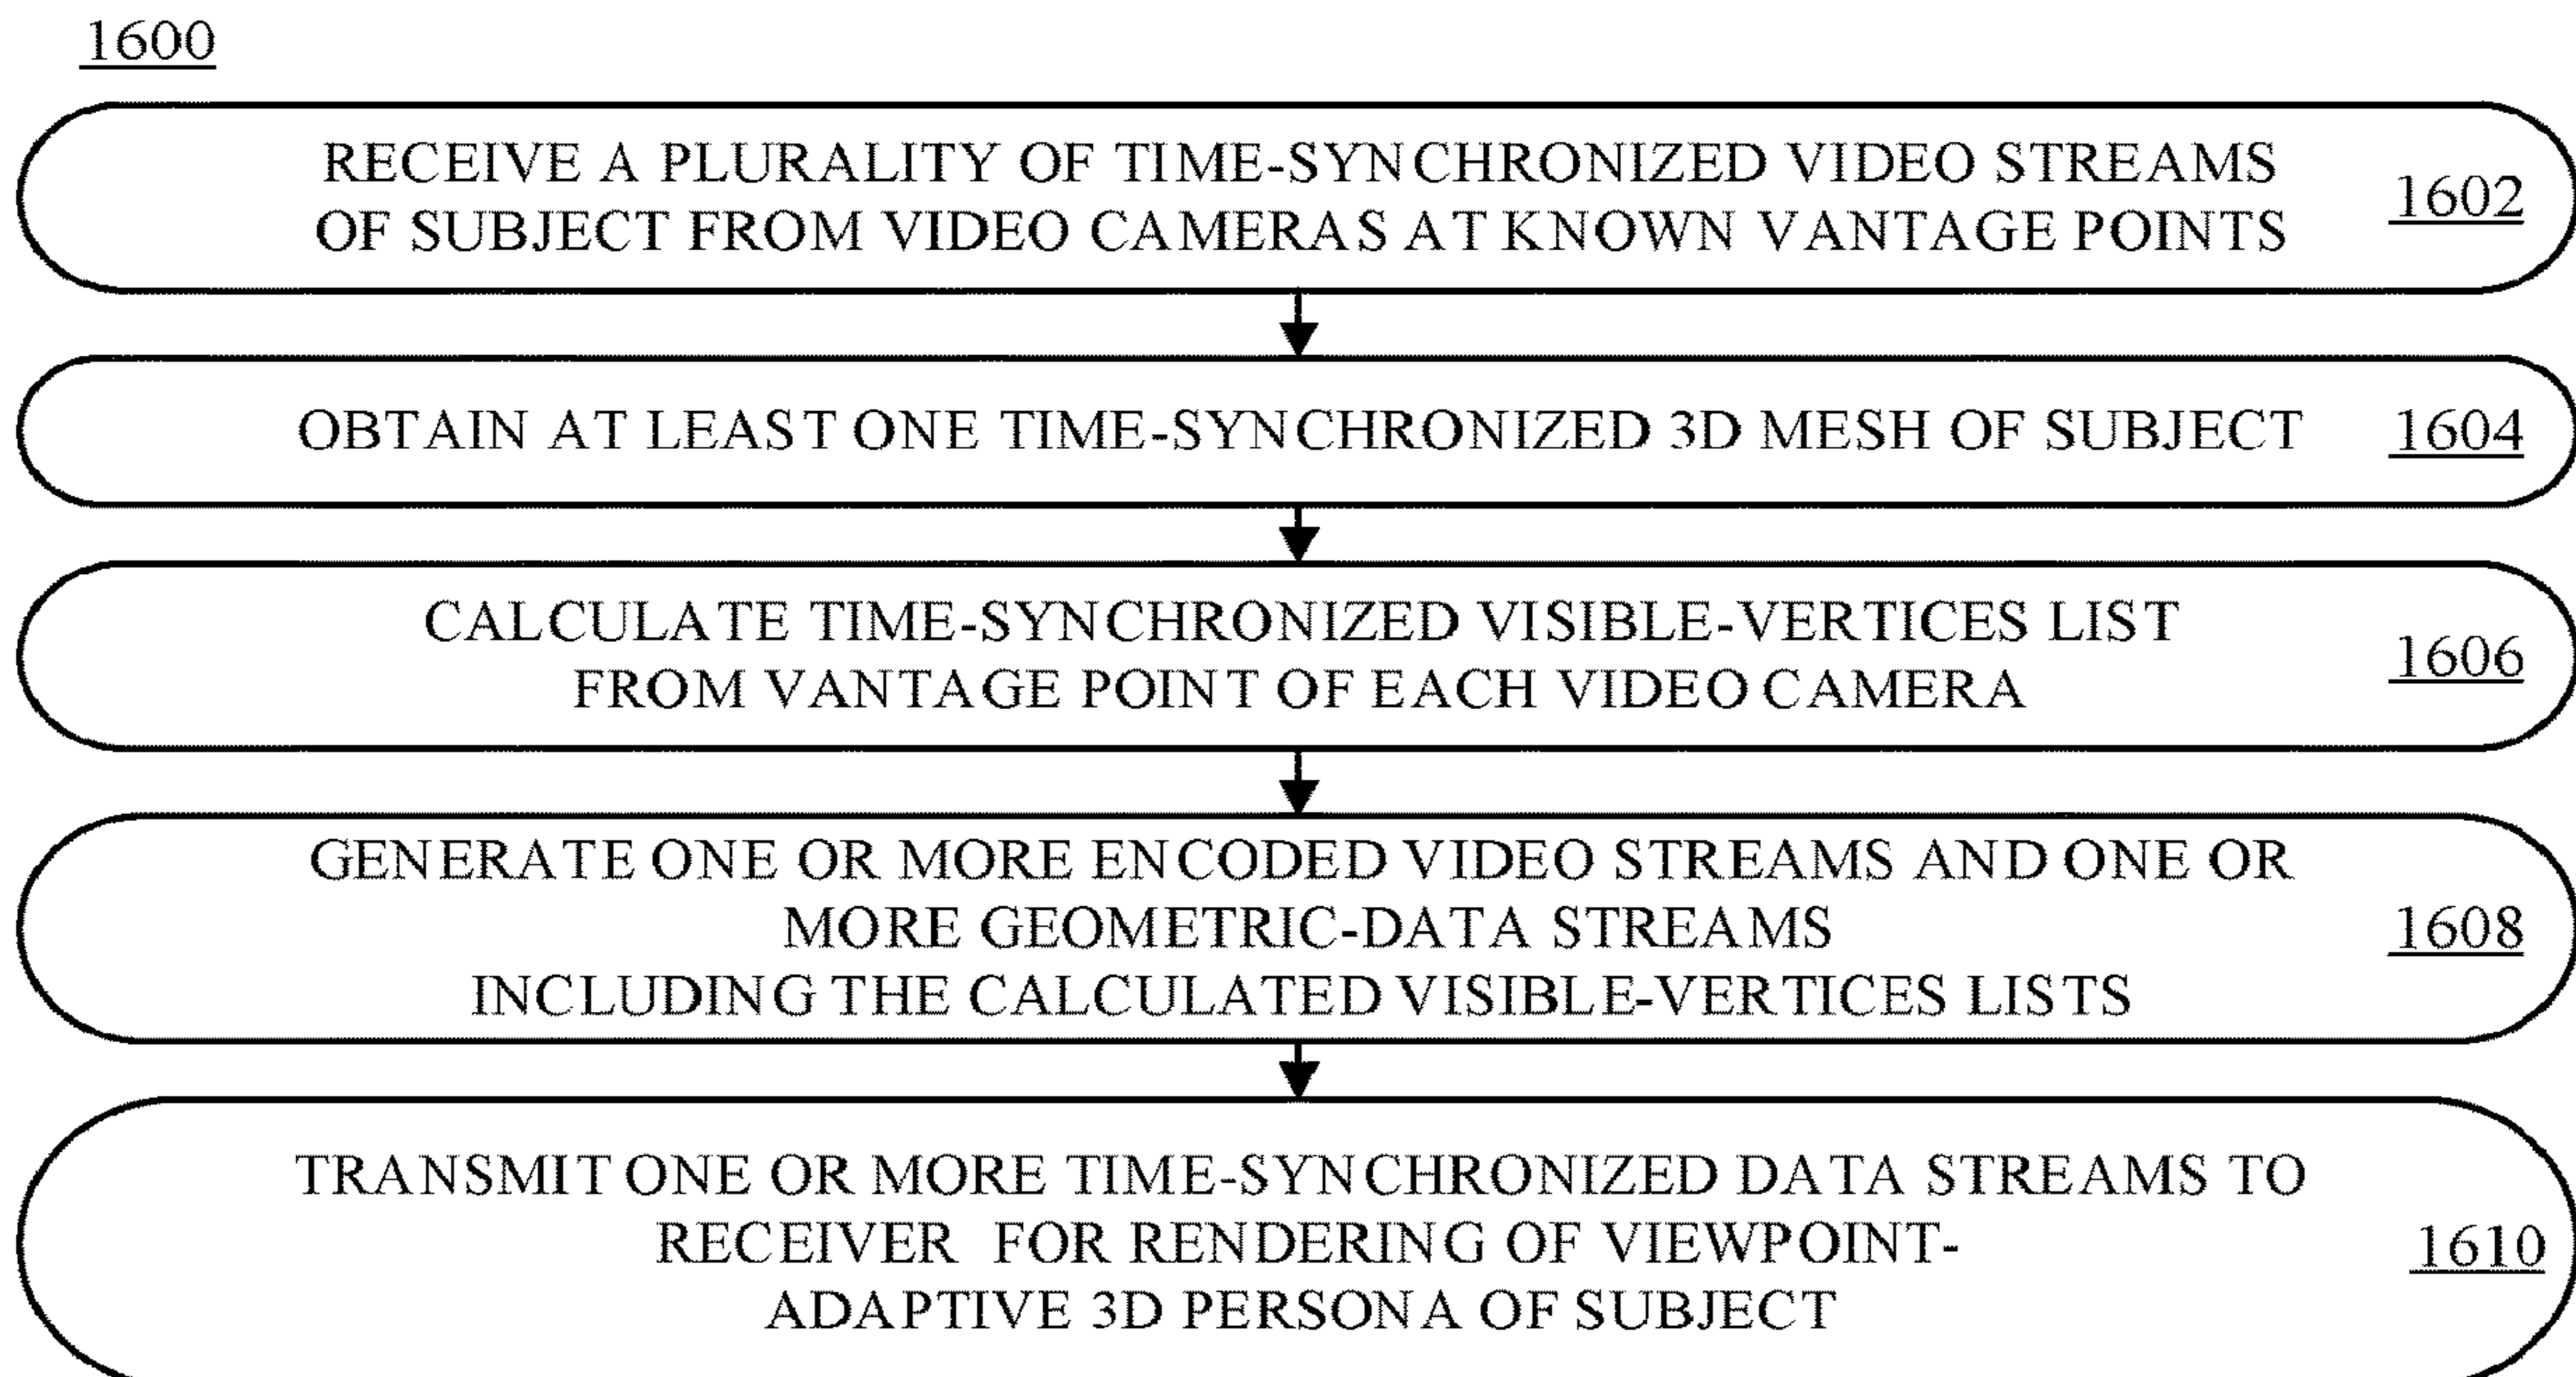 1600
RECEIVE A PLURALITY OF TIME-SYNCHRONIZED VIDEO STREAMS
OF SUBJECT FROM VIDEO CAMERAS AT KNOWN VANTAGE POINTS
1602
OBTAIN AT LEAST ONE TIME-SYNCHRONIZED 3D MESH OF SUBJECT
1604
CALCULATE TIME-SYNCHRONIZED VISIBLE-VERTICES LIST
FROM VANTAGE POINT OF EACH VIDEO CAMERA
1606
GENERATE ONE OR MORE ENCODED VIDEO STREAMS AND ONE OR
MORE GEOMETRIC-DATA STREAMS
INCLUDING THE CALCULATED VISIBLE-VERTICES LISTS
1608
TRANSMIT ONE OR MORE TIME-SYNCHRONIZED DATA STREAMS TO
RECEIVER FOR RENDERING OF VIEWPOINT-
ADAPTIVE 3D PERSONA OF SUBJECT
1610